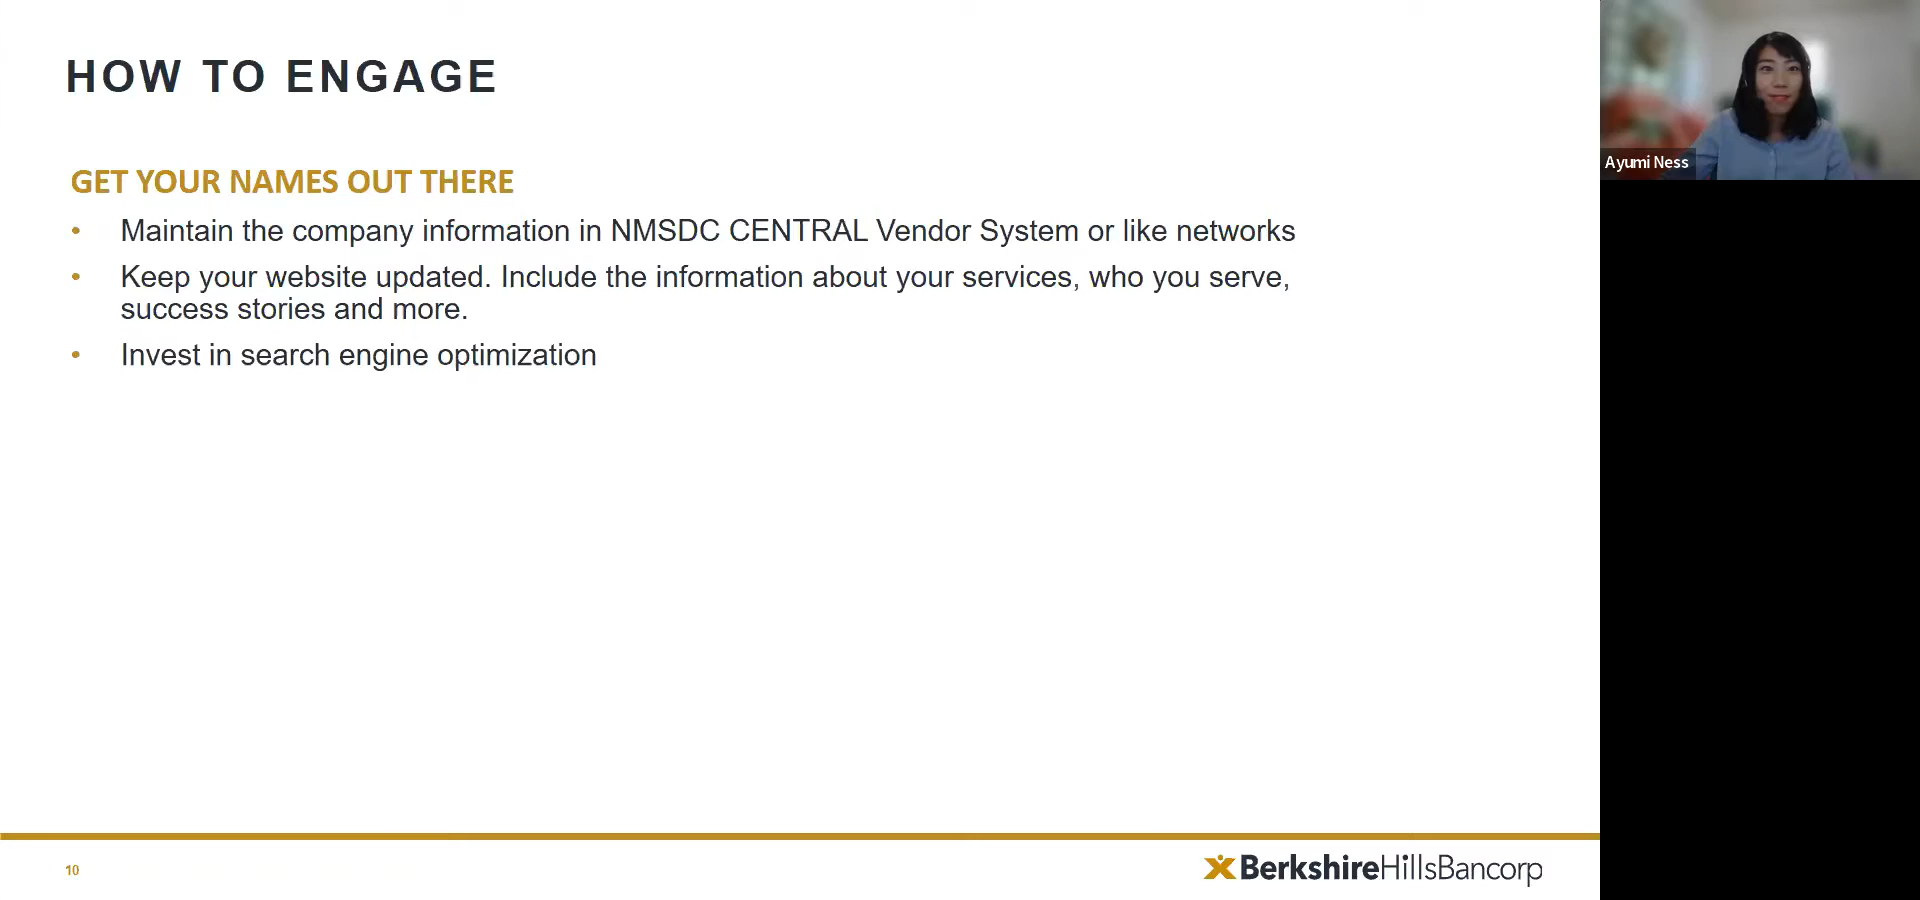 HOW TO ENGAGE
GET YOUR NAMES OUT THERE
• Maintain the company information in NMSDC CENTRAL Vendor System or like networks
• Keep your website updated. Include the information about your services, who you serve,
success stories and more.
• Invest in search engine optimization
10
BerkshireHillsBancorp
Ayumi Ness